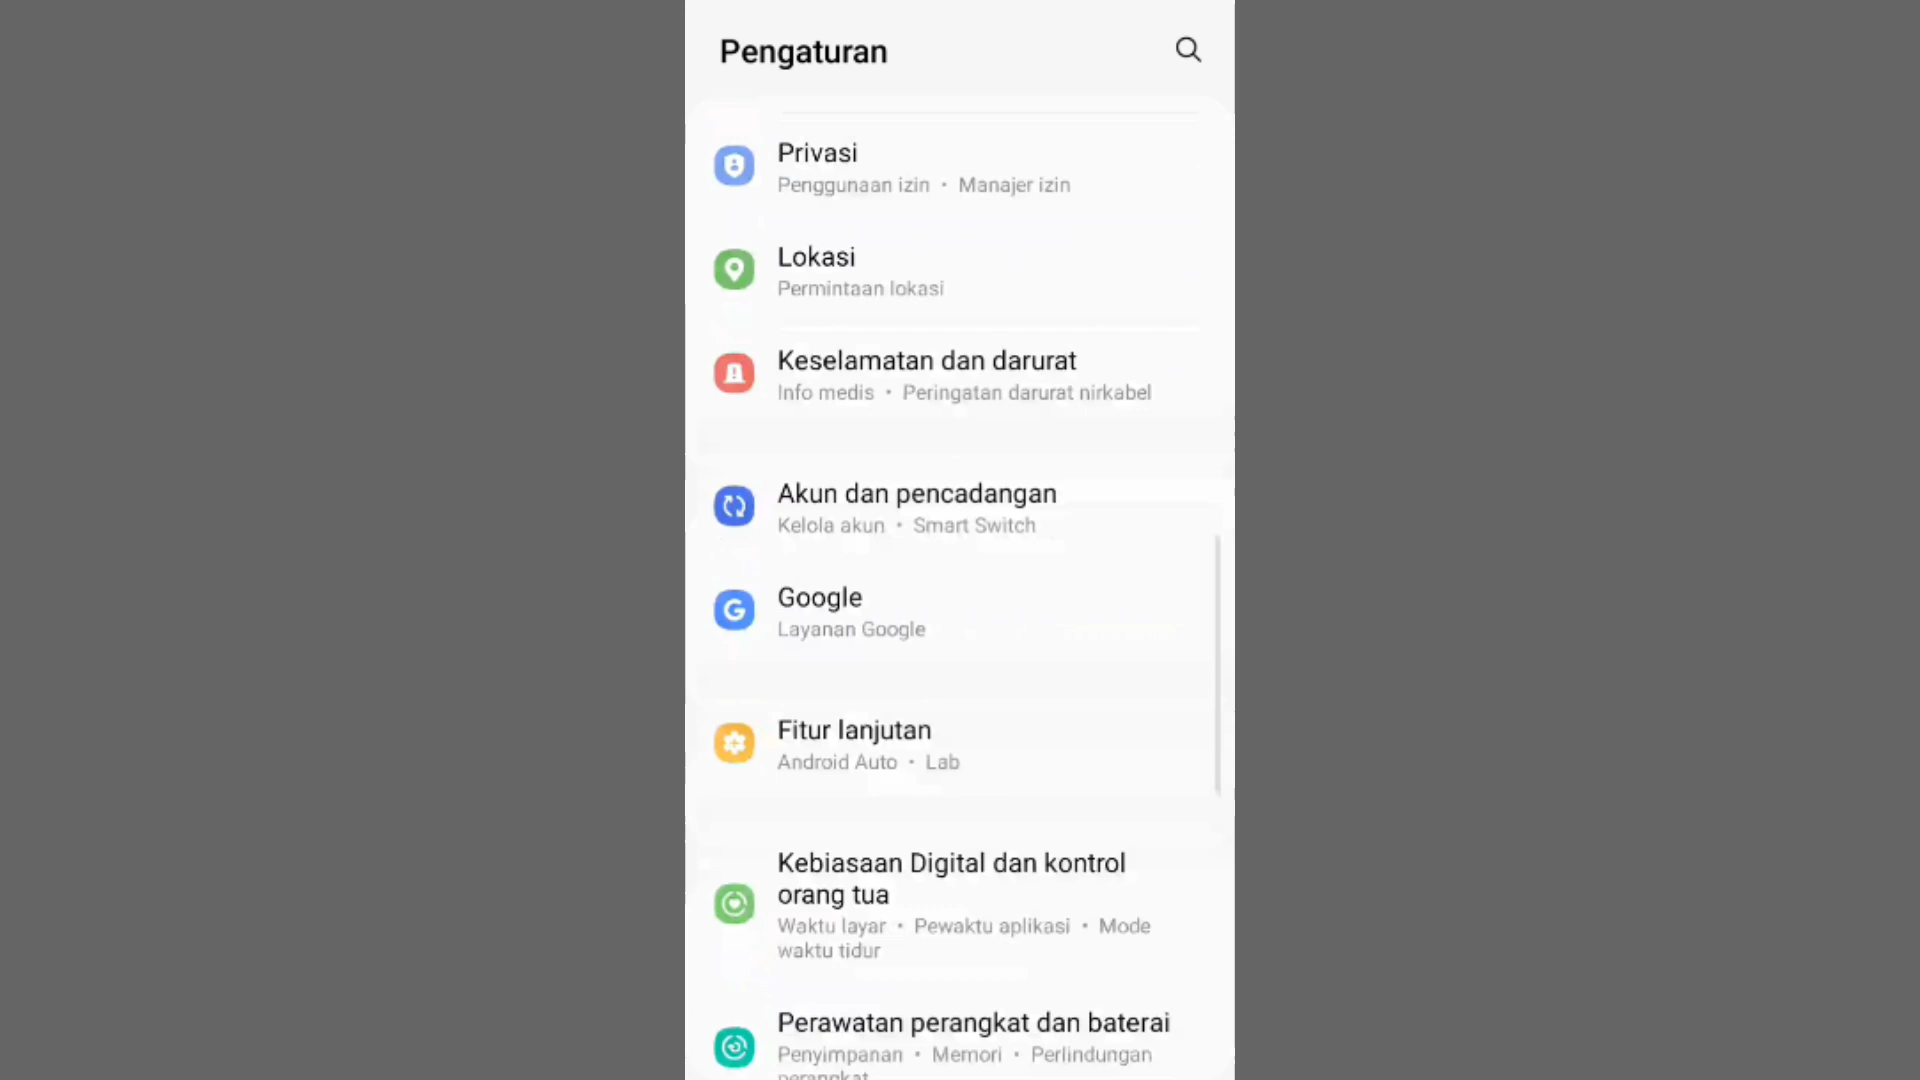 Pengaturan
Privasi
Penggunaan izin • Manajer izin
Lokasi
Permintaan lokasi
Keselamatan dan darurat
Info medis • Peringatan darurat nirkabel
Akun dan pencadangan
Kelola akun • Smart Switch
Google
Layanan Google
Fitur lanjutan
Android Auto • Lab
Kebiasaan Digital dan kontrol
orang tua
Waktu layar • Pewaktu aplikasi • Mode
waktu tidur
Perawatan perangkat dan baterai
Penyimpanan • Memori • Perlindungan
perangkat